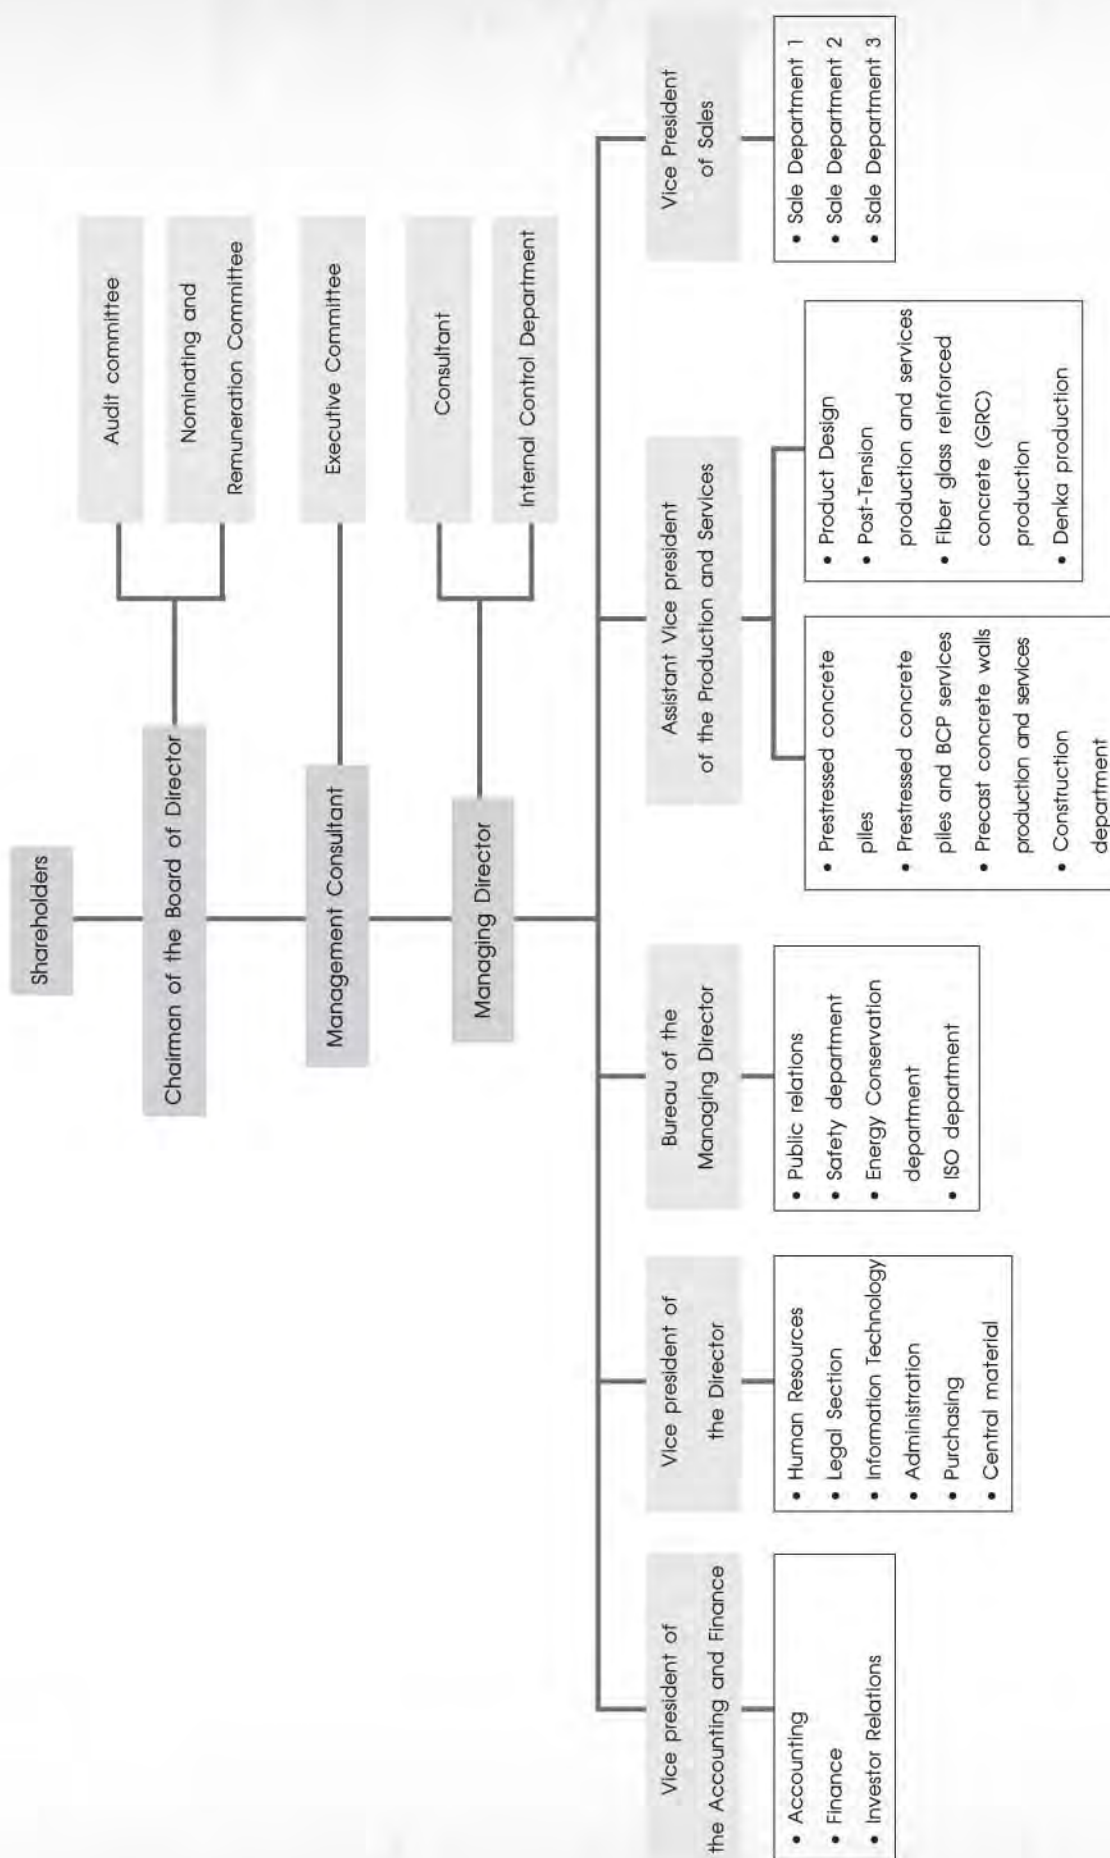 Shareholders
Chairman of the Board of Director
Audit committee
Nominating and
Remuneration Committee
Management Consultant
Executive Committee
Managing Director
Consultant
Internal Control Department
Vice president of
the Accounting and Finance
• Accounting
• Finance
• Investor Relations
Vice president of
the Director
• Human Resources
• Legal Section
• Information Technology
• Administration
• Purchasing
• Central material
Bureau of the
Managing Director
• Public relations
• Safety department
• Energy Conservation
department
• ISO department
Assistant Vice president
of the Production and Services
• Prestressed concrete
piles
• Prestressed concrete
piles and BCP services
• Precast concrete walls
production and services
• Construction
department
• Product Design
• Post-Tension
production and services
• Fiber glass reinforced
concrete (GRC)
production
• Denka production
Vice President
of Sales
• Sale Department 1
• Sale Department 2
• Sale Department 3